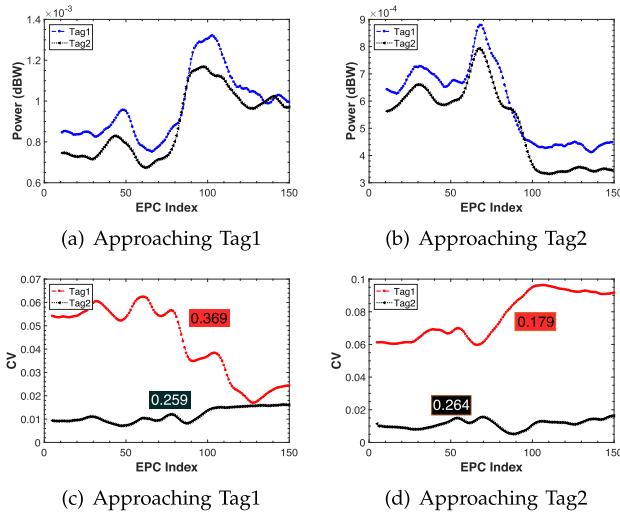 ×10⁻³
1.4
1.2
1
0.8
0.6
Power (dBW)
Tag1
Tag2
0 50 100 150
EPC Index
(a) Approaching Tag1
×10⁻⁴
9
8
7
6
5
4
3
Power (dBW)
Tag1
Tag2
0 50 100 150
EPC Index
(b) Approaching Tag2
0.07
0.06
0.05
0.04
0.03
0.02
0.01
0
CV
Tag1
Tag2
0.369
0.259
0 50 100 150
EPC Index
(c) Approaching Tag1
0.1
0.08
0.06
0.04
0.02
0
CV
Tag1
Tag2
0.179
0.264
0 50 100 150
EPC Index
(d) Approaching Tag2